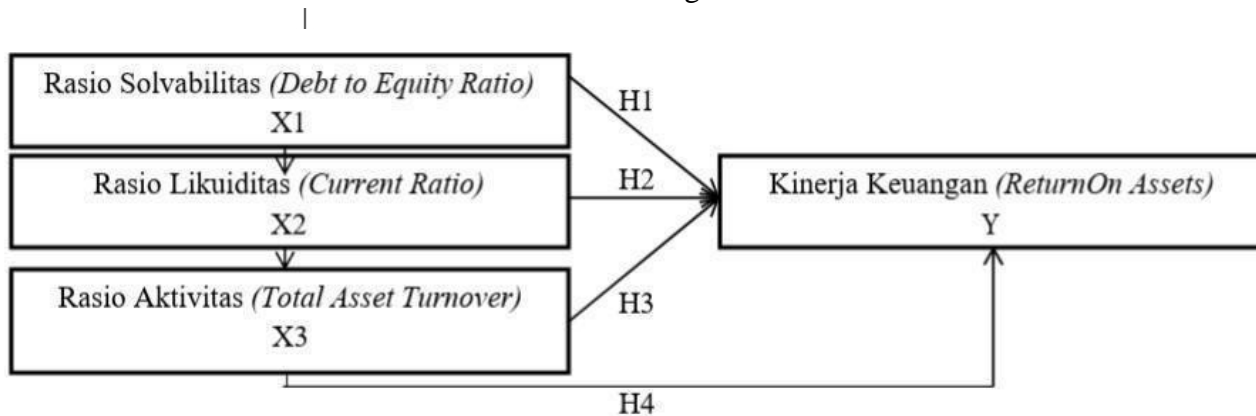 Rasio Solvabilitas (Debt to Equity Ratio)
X1
Rasio Likuiditas (Current Ratio)
X2
Rasio Aktivitas (Total Asset Turnover)
X3
H1
H2
H3
Kinerja Keuangan (ReturnOn Assets)
Y
H4